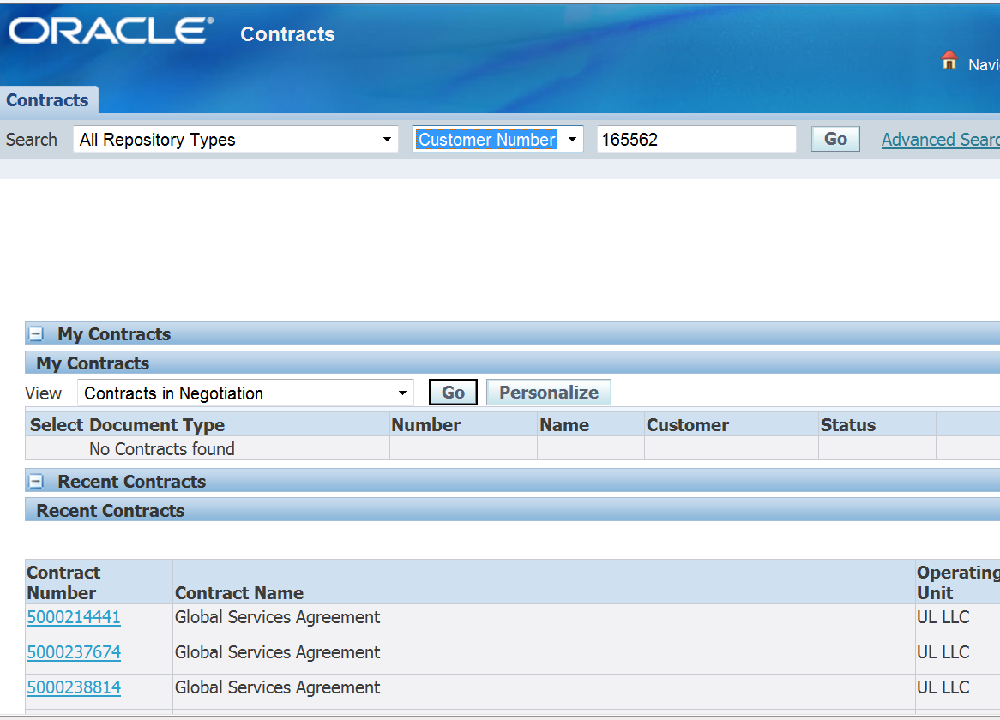 ORACLE® Contracts
Navi
Contracts
Search All Repository Types Customer Number 165562 Go Advanced Searc
My Contracts
My Contracts
View Contracts in Negotiation Go Personalize
Select Document Type Number Name Customer Status
No Contracts found
Recent Contracts
Recent Contracts
Contract Number Contract Name Operating Unit
5000214441 Global Services Agreement UL LLC
5000237674 Global Services Agreement UL LLC
5000238814 Global Services Agreement UL LLC